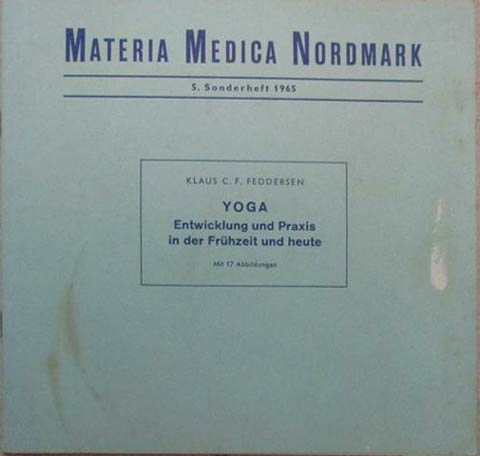 MATERIA MEDICA NORDMARK
5. Sonderheft 1965
KLAUS C. F. FEDDERSEN
YOGA
Entwicklung und Praxis
in der Frühzeit und heute
Mit 17 Abbildungen